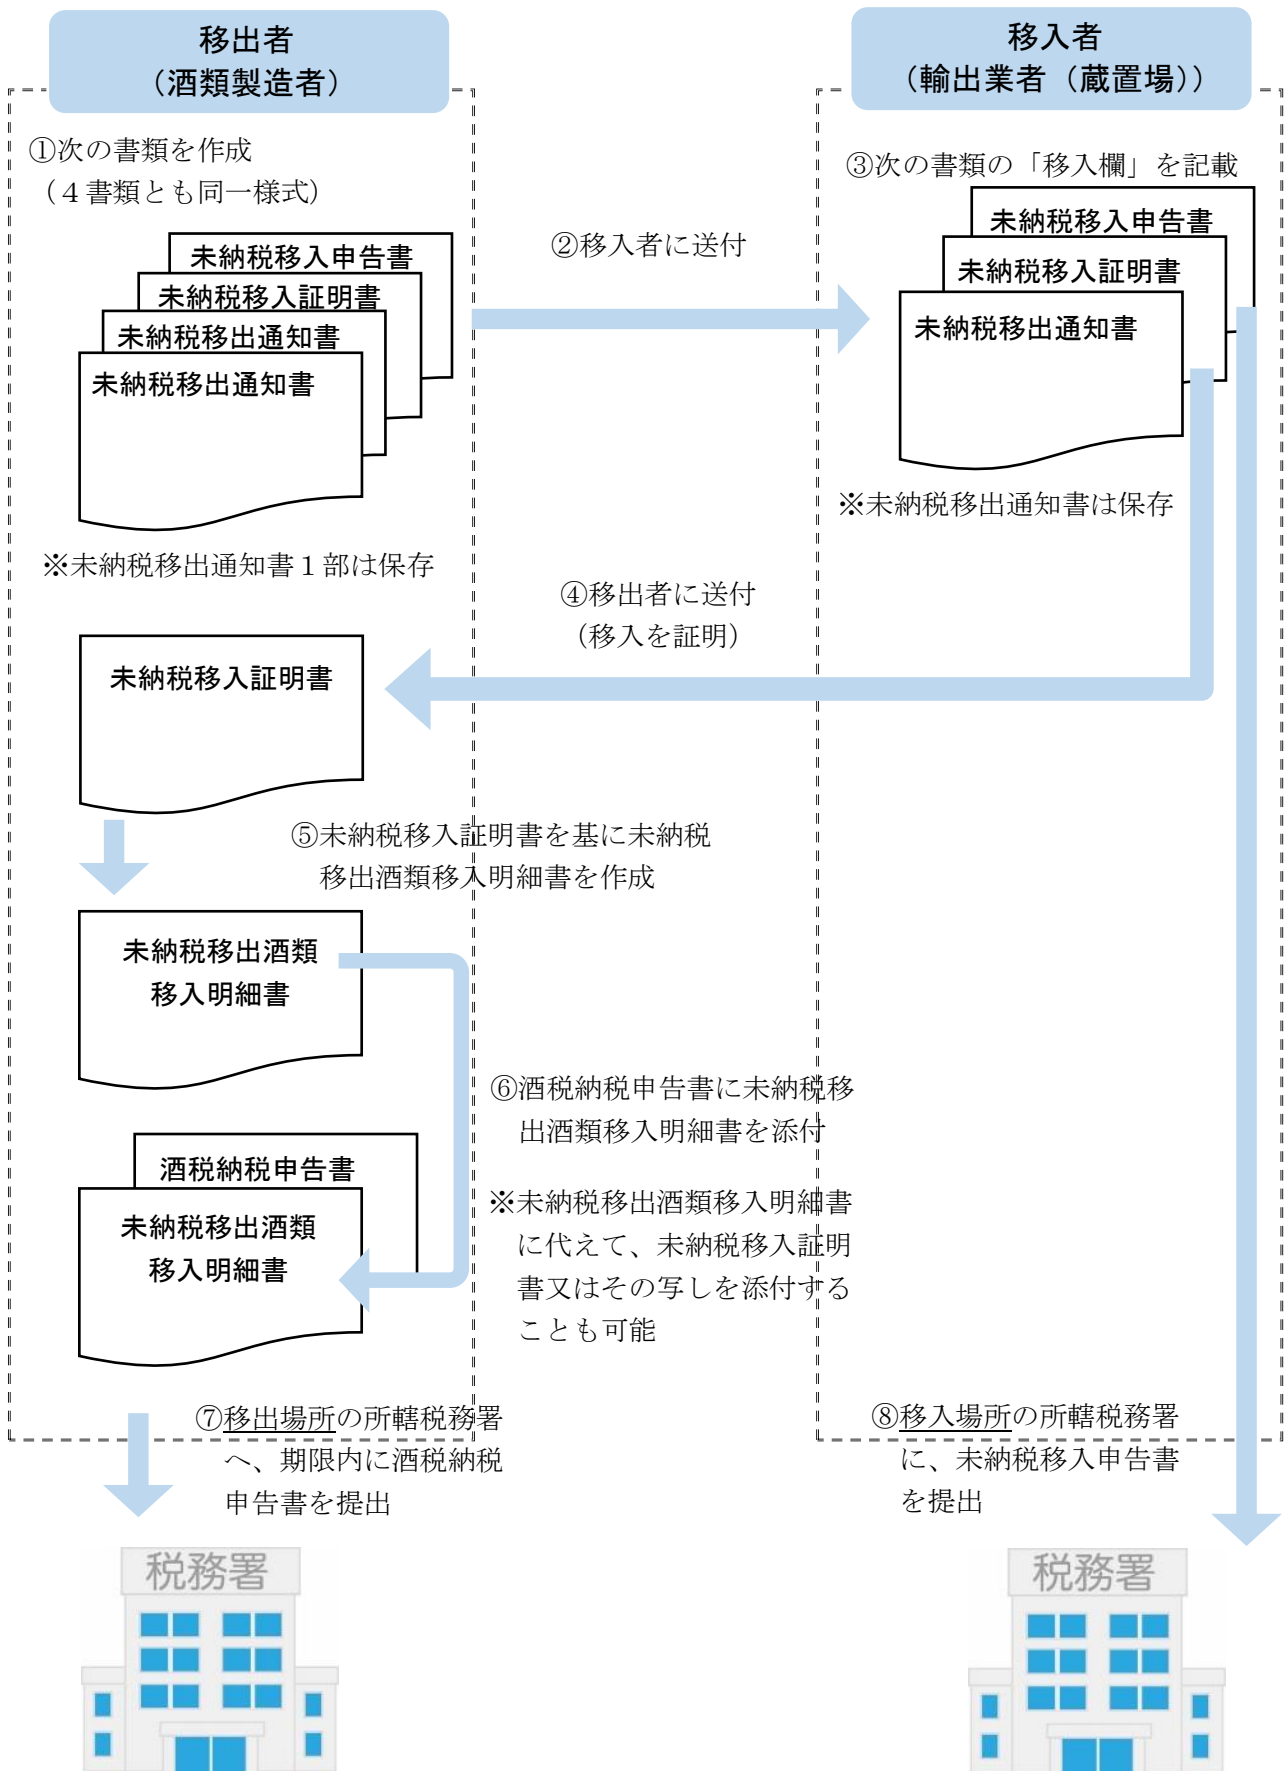 移出者
（酒類製造者）
移入者
（輸出業者（蔵置場））
①次の書類を作成
（４書類とも同一様式）
未納税移入申告書
未納税移入証明書
未納税移出通知書
未納税移出通知書
※未納税移出通知書１部は保存
②移入者に送付
③次の書類の「移入欄」を記載
未納税移入申告書
未納税移入証明書
未納税移出通知書
※未納税移出通知書は保存
④移出者に送付
（移入を証明）
未納税移入証明書
⑤未納税移入証明書を基に未納税
移出酒類移入明細書を作成
未納税移出酒類
移入明細書
⑥酒税納税申告書に未納税移
出酒類移入明細書を添付
酒税納税申告書
未納税移出酒類
移入明細書
※未納税移出酒類移入明細書
に代えて、未納税移入証明
書又はその写しを添付する
ことも可能
⑦移出場所の所轄税務署
へ、期限内に酒税納税
申告書を提出
⑧移入場所の所轄税務署
に、未納税移入申告書
を提出
税務署
税務署